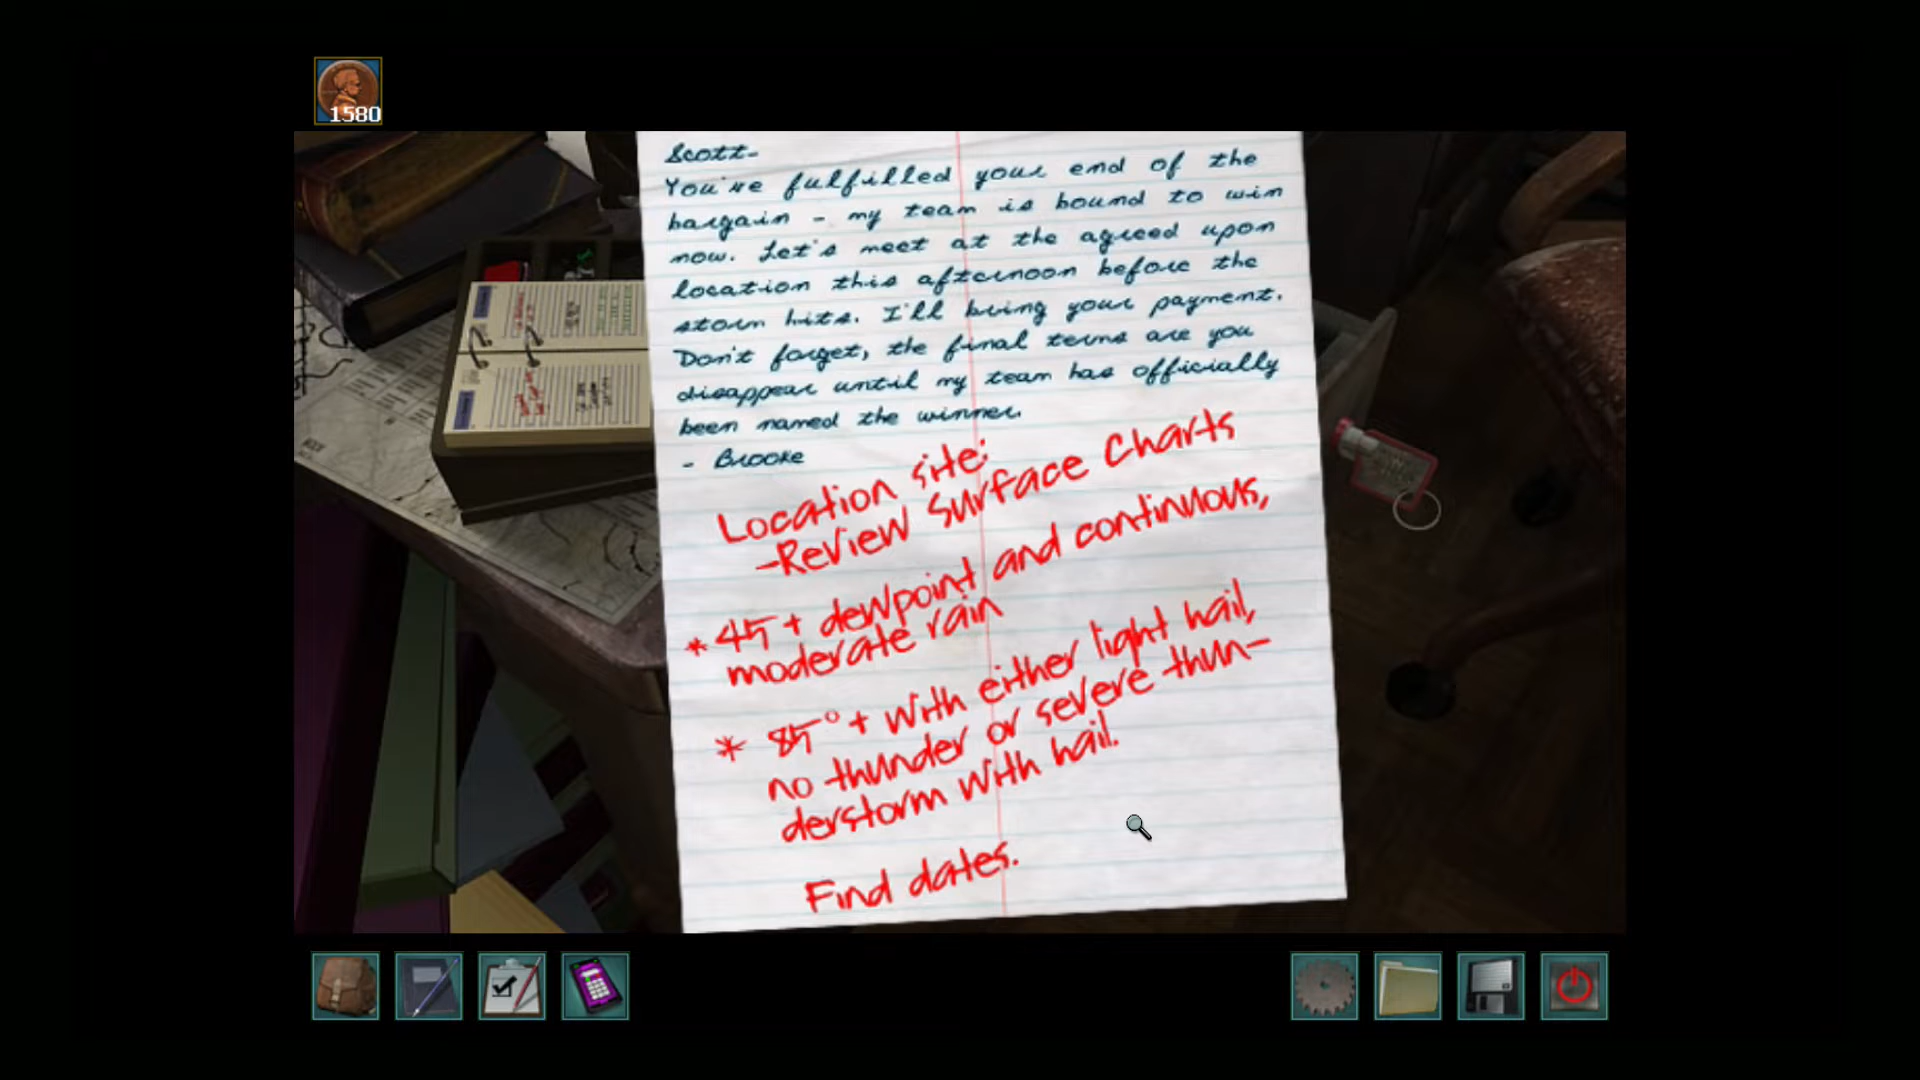 1580
Scott-
You've fulfilled your end of the
bargain - my team is bound to win
now. Let's meet at the agreed upon
location this afternoon before the
storm hits. I'll bring your payment.
Don't forget, the final terms are you
disappear until my team has officially
been named the winner.
- Brooke
Location site:
-Review Surface Charts
* 45+ dewpoint and continuous,
moderate rain
* 85°+ with either light hail,
no thunder or severe thun-
derstorm with hail.
Find dates.